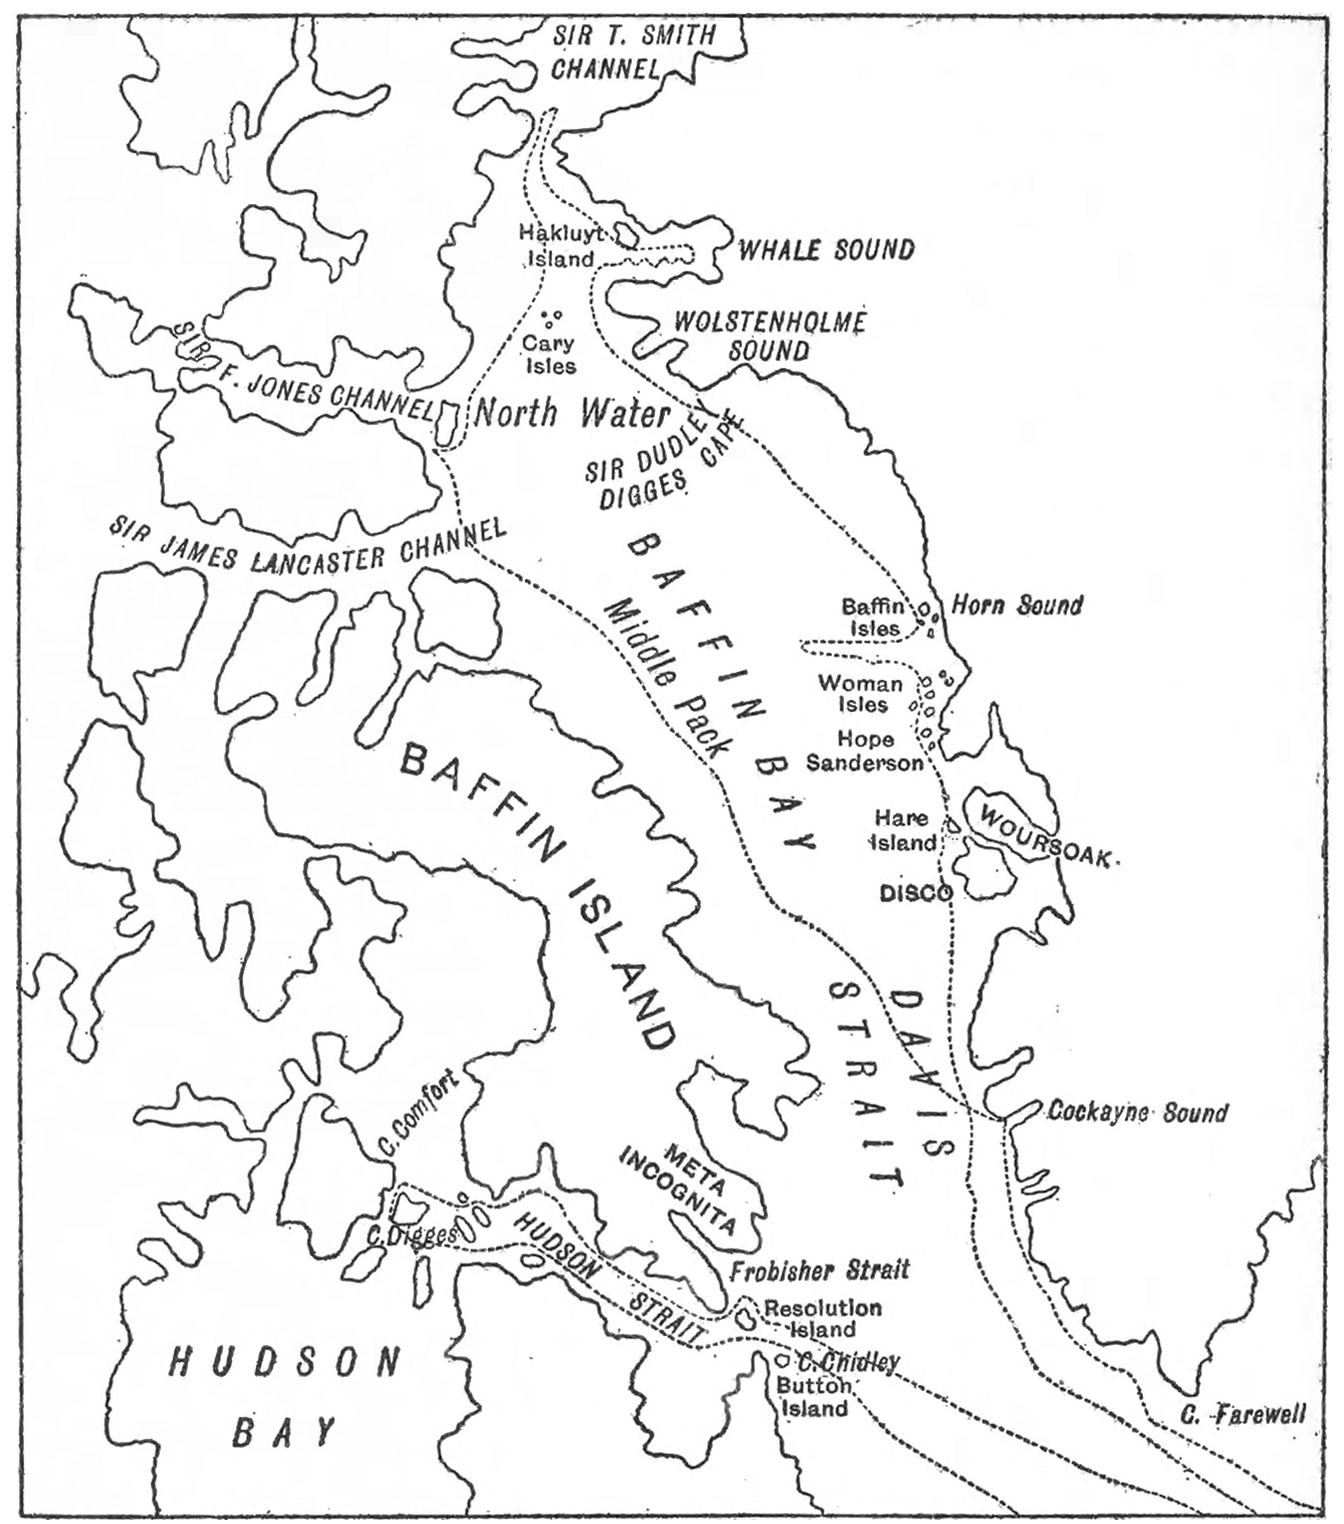 SIR T. SMITH
CHANNEL
Hakluyt
Island
WHALE SOUND
WOLSTENHOLME
SOUND
Cary
Isles
SIR
F. JONES CHANNEL
North Water
SIR DUDLEY
DIGGES CAPE
SIR JAMES LANCASTER CHANNEL
BAFFIN BAY
Middle Pack
Baffin
Isles
Horn Sound
Woman
Isles
Hope
Sanderson
Hare
Island
WOURSOAK.
DISCO
BAFFIN ISLAND
DAVIS
STRAIT
C. Comfort
Cockayne Sound
META
INCOGNITA
C. Digges
HUDSON
STRAIT
Frobisher Strait
Resolution
Island
C. Chidley
Button
Island
HUDSON
BAY
C. Farewell